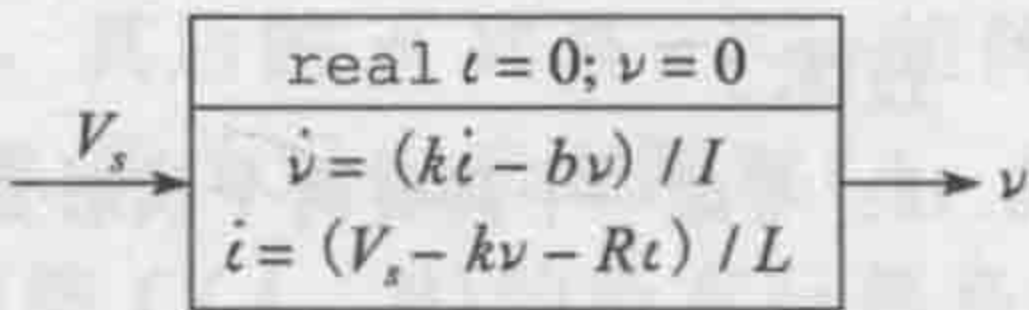 real ι = 0; ν = 0
V_s
ν̇ = (kι̇ − bν) / I
ν
ι̇ = (V_s − kν − Rι) / L